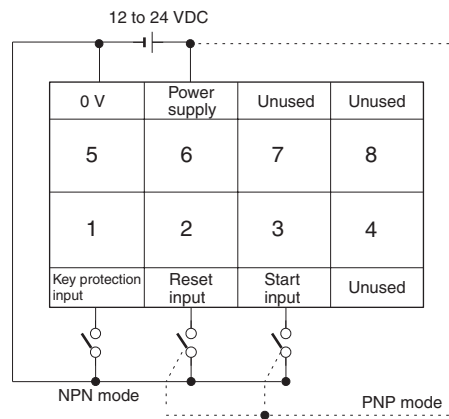 12 to 24 VDC
0 V
Power
supply
Unused
Unused
5
6
7
8
1
2
3
4
Key protection
input
Reset
input
Start
input
Unused
NPN mode
PNP mode